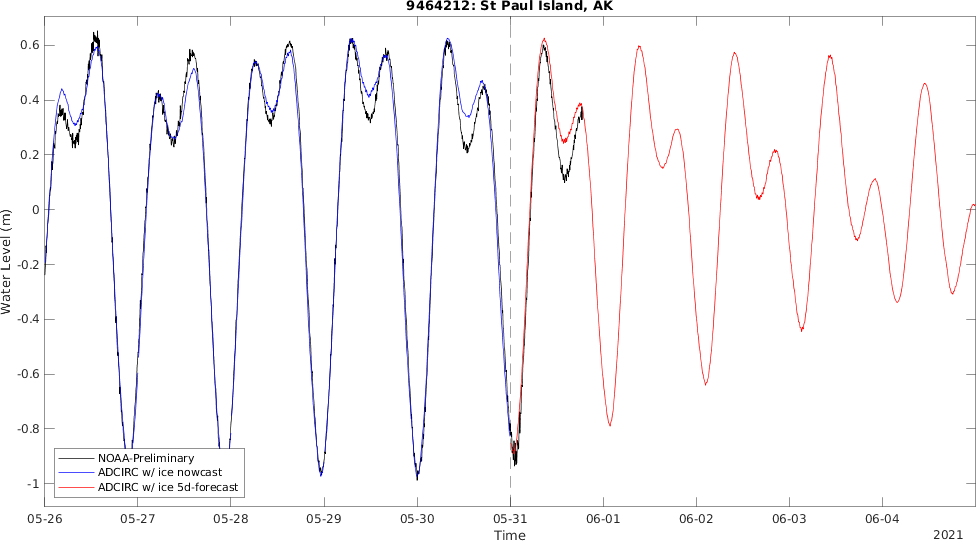 9464212: St Paul Island, AK
Water Level (m)
0.6
0.4
0.2
0
-0.2
-0.4
-0.6
-0.8
-1
NOAA-Preliminary
ADCIRC w/ ice nowcast
ADCIRC w/ ice 5d-forecast
05-26 05-27 05-28 05-29 05-30 05-31 06-01 06-02 06-03 06-04
Time
2021